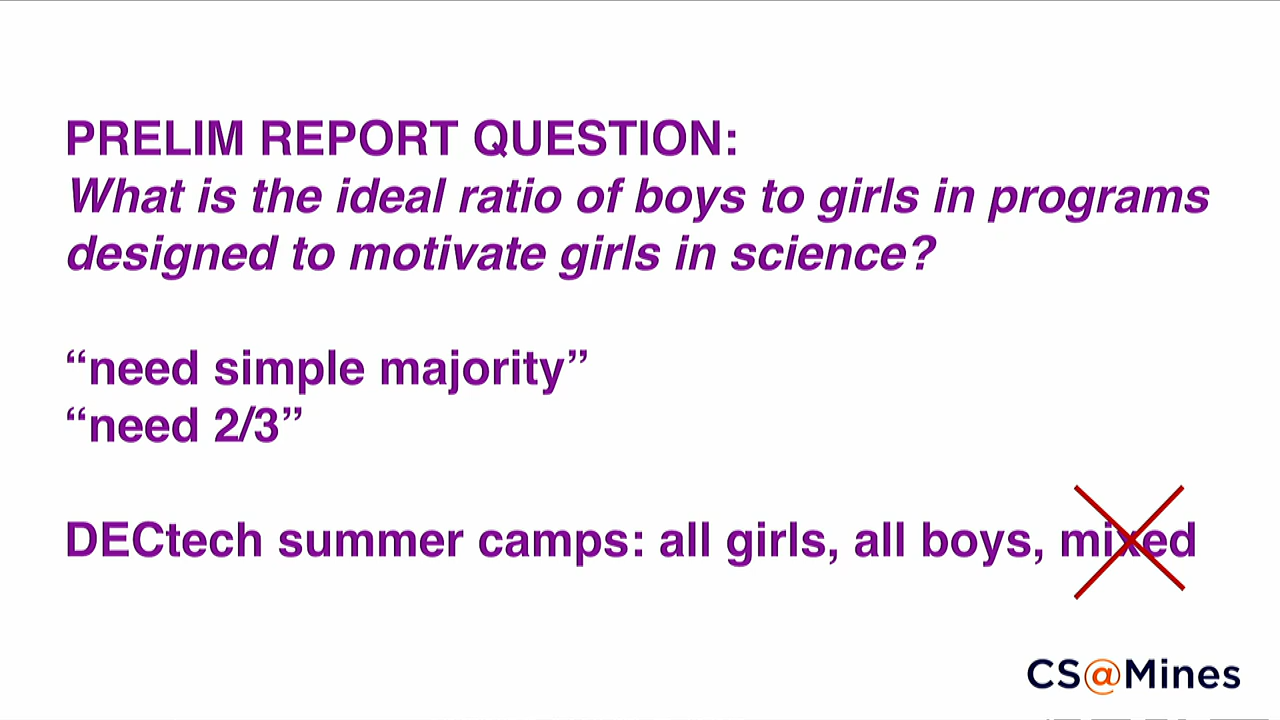 PRELIM REPORT QUESTION:
What is the ideal ratio of boys to girls in programs
designed to motivate girls in science?
“need simple majority”
“need 2/3”
DECtech summer camps: all girls, all boys, mixed
CS@Mines